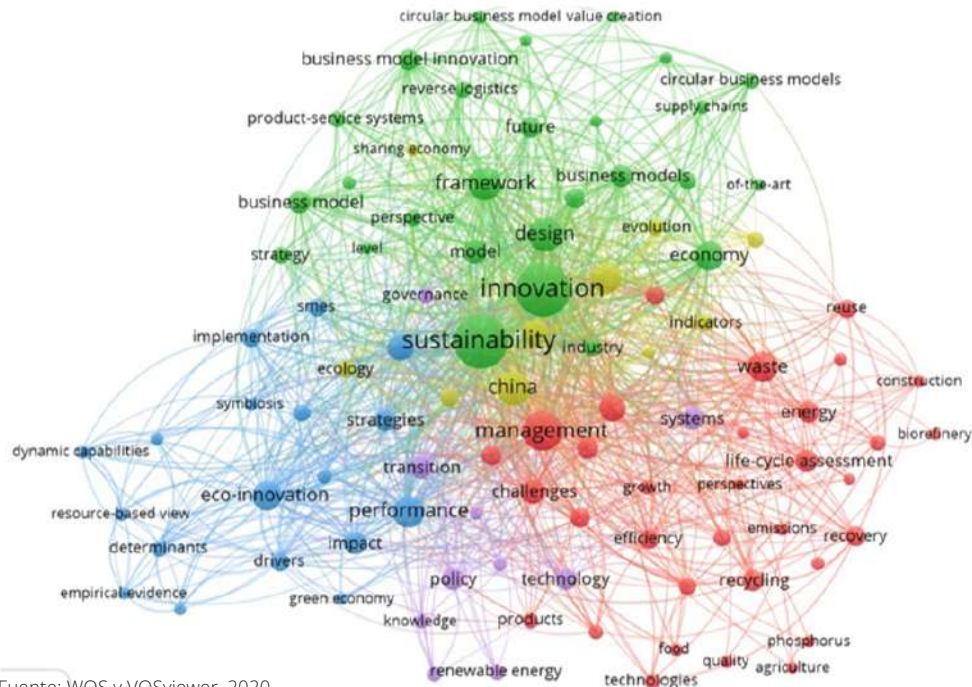 circular business model value creation
business model innovation
circular business models
reverse logistics
supply chains
product-service systems
future
sharing economy
business models
framework
of-the-art
business model
perspective
evolution
design
strategy
level
model
economy
innovation
governance
smes
reuse
indicators
implementation
sustainability
industry
waste
ecology
construction
china
symbiosis
energy
strategies
systems
management
biorefinery
dynamic capabilities
life-cycle assessment
transition
eco-innovation
challenges
growth
perspectives
resource-based view
performance
emissions
recovery
efficiency
determinants
impact
drivers
policy
technology
recycling
empirical evidence
green economy
knowledge
products
phosphorus
food
quality
agriculture
renewable energy
technologies
Fuente: WOS y VOSviewer, 2020